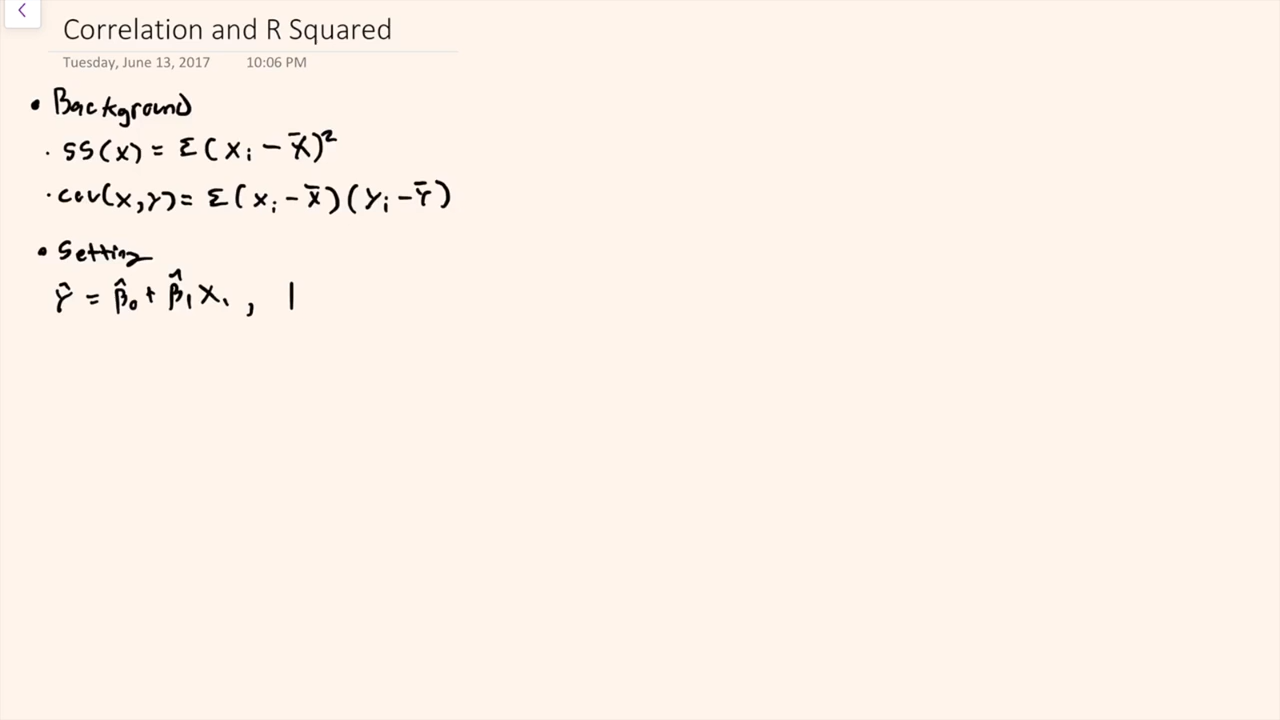 Correlation and R Squared
Tuesday, June 13, 2017 10:06 PM
• Background
· SS(X) = Σ(Xᵢ - X̄)²
· Cov(X,Y) = Σ(Xᵢ - X̄)(Yᵢ - Ȳ)
• Setting
Ŷ = β̂₀ + β̂₁X₁ , |